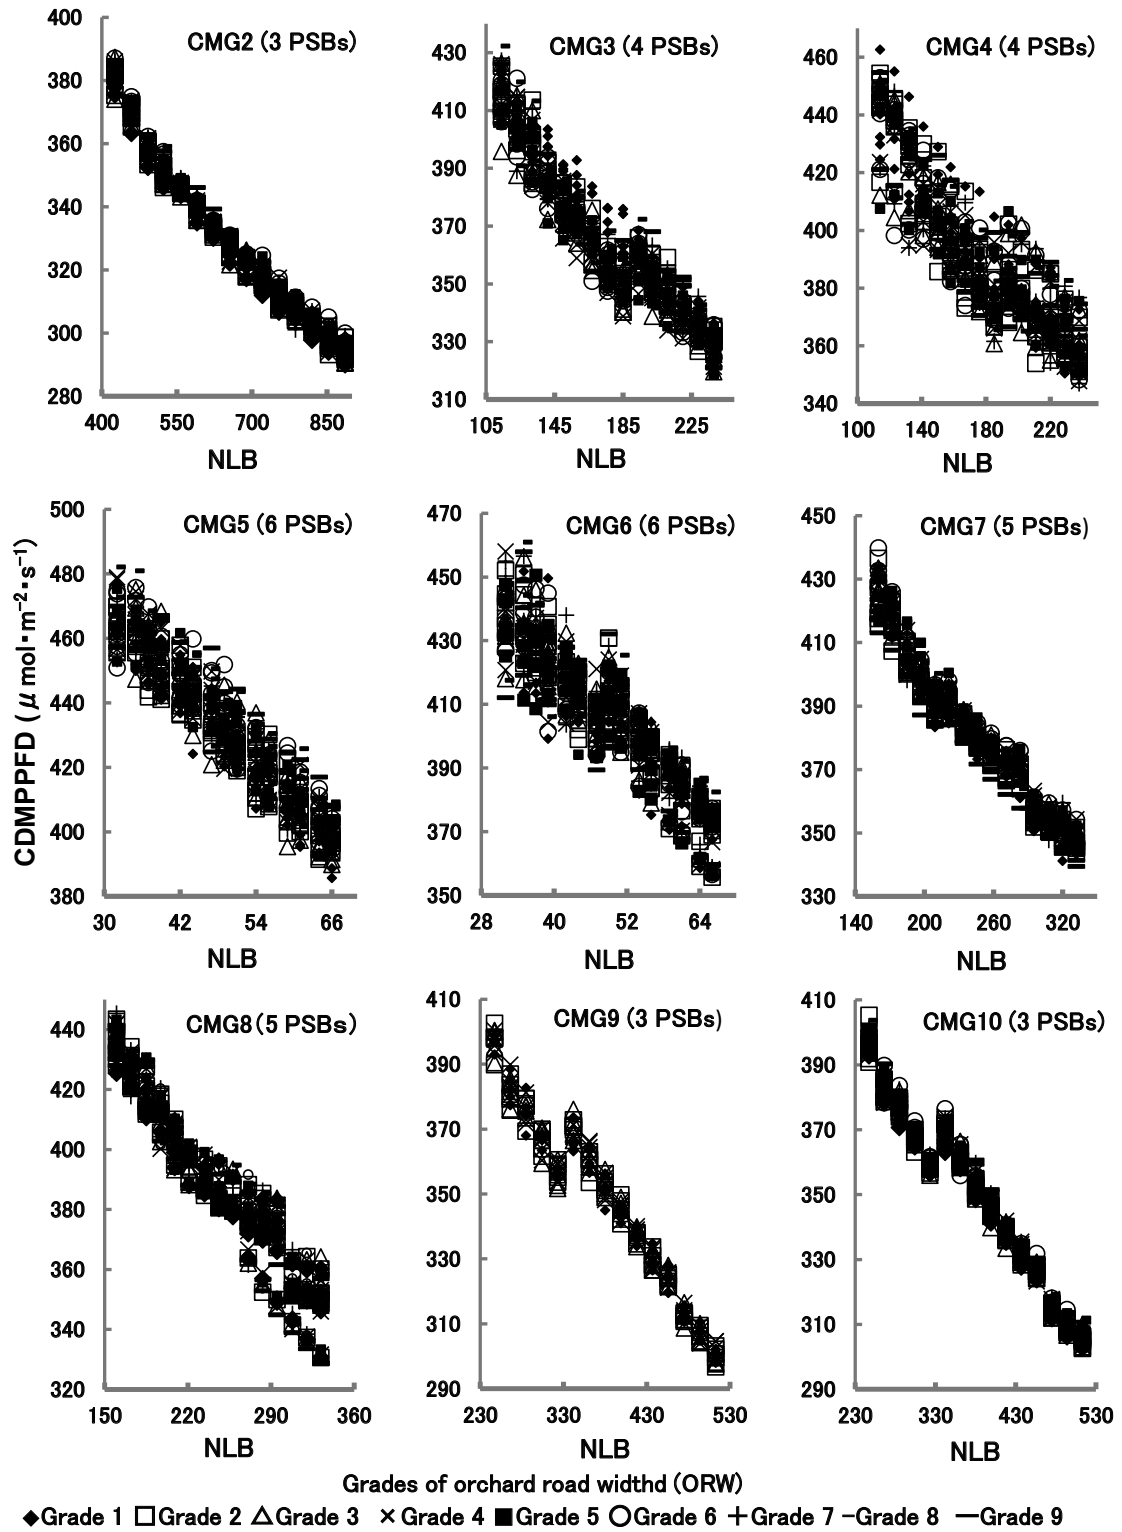 CMG2 (3 PSBs)
400
380
360
340
320
300
280
400 550 700 850
NLB
CMG3 (4 PSBs)
430
410
390
370
350
330
310
105 145 185 225
NLB
CMG4 (4 PSBs)
460
440
420
400
380
360
340
100 140 180 220
NLB
CDMPPFD (μmol·m⁻²·s⁻¹)
CMG5 (6 PSBs)
500
480
460
440
420
400
380
30 42 54 66
NLB
CMG6 (6 PSBs)
470
450
430
410
390
370
350
28 40 52 64
NLB
CMG7 (5 PSBs)
450
430
410
390
370
350
330
140 200 260 320
NLB
CMG8 (5 PSBs)
440
420
400
380
360
340
320
150 220 290 360
NLB
CMG9 (3 PSBs)
410
390
370
350
330
310
290
230 330 430 530
NLB
CMG10 (3 PSBs)
410
390
370
350
330
310
290
230 330 430 530
NLB
Grades of orchard road widthd (ORW)
Grade 1 Grade 2 Grade 3 Grade 4 Grade 5 Grade 6 Grade 7 Grade 8 Grade 9